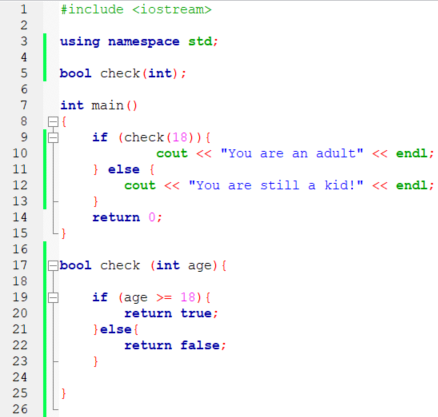 1 #include <iostream>
2
3 using namespace std;
4
5 bool check(int);
6
7 int main()
8 {
9     if (check(18)){
10             cout << "You are an adult" << endl;
11     } else {
12         cout << "You are still a kid!" << endl;
13     }
14     return 0;
15 }
16
17 bool check (int age){
18
19     if (age >= 18){
20         return true;
21     }else{
22         return false;
23     }
24
25 }
26